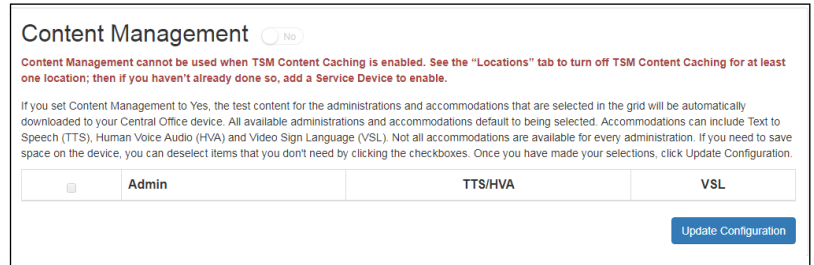 Content Management No
Content Management cannot be used when TSM Content Caching is enabled. See the “Locations” tab to turn off TSM Content Caching for at least
one location; then if you haven’t already done so, add a Service Device to enable.
If you set Content Management to Yes, the test content for the administrations and accommodations that are selected in the grid will be automatically
downloaded to your Central Office device. All available administrations and accommodations default to being selected. Accommodations can include Text to
Speech (TTS), Human Voice Audio (HVA) and Video Sign Language (VSL). Not all accommodations are available for every administration. If you need to save
space on the device, you can deselect items that you don't need by clicking the checkboxes. Once you have made your selections, click Update Configuration.
Admin TTS/HVA VSL
Update Configuration